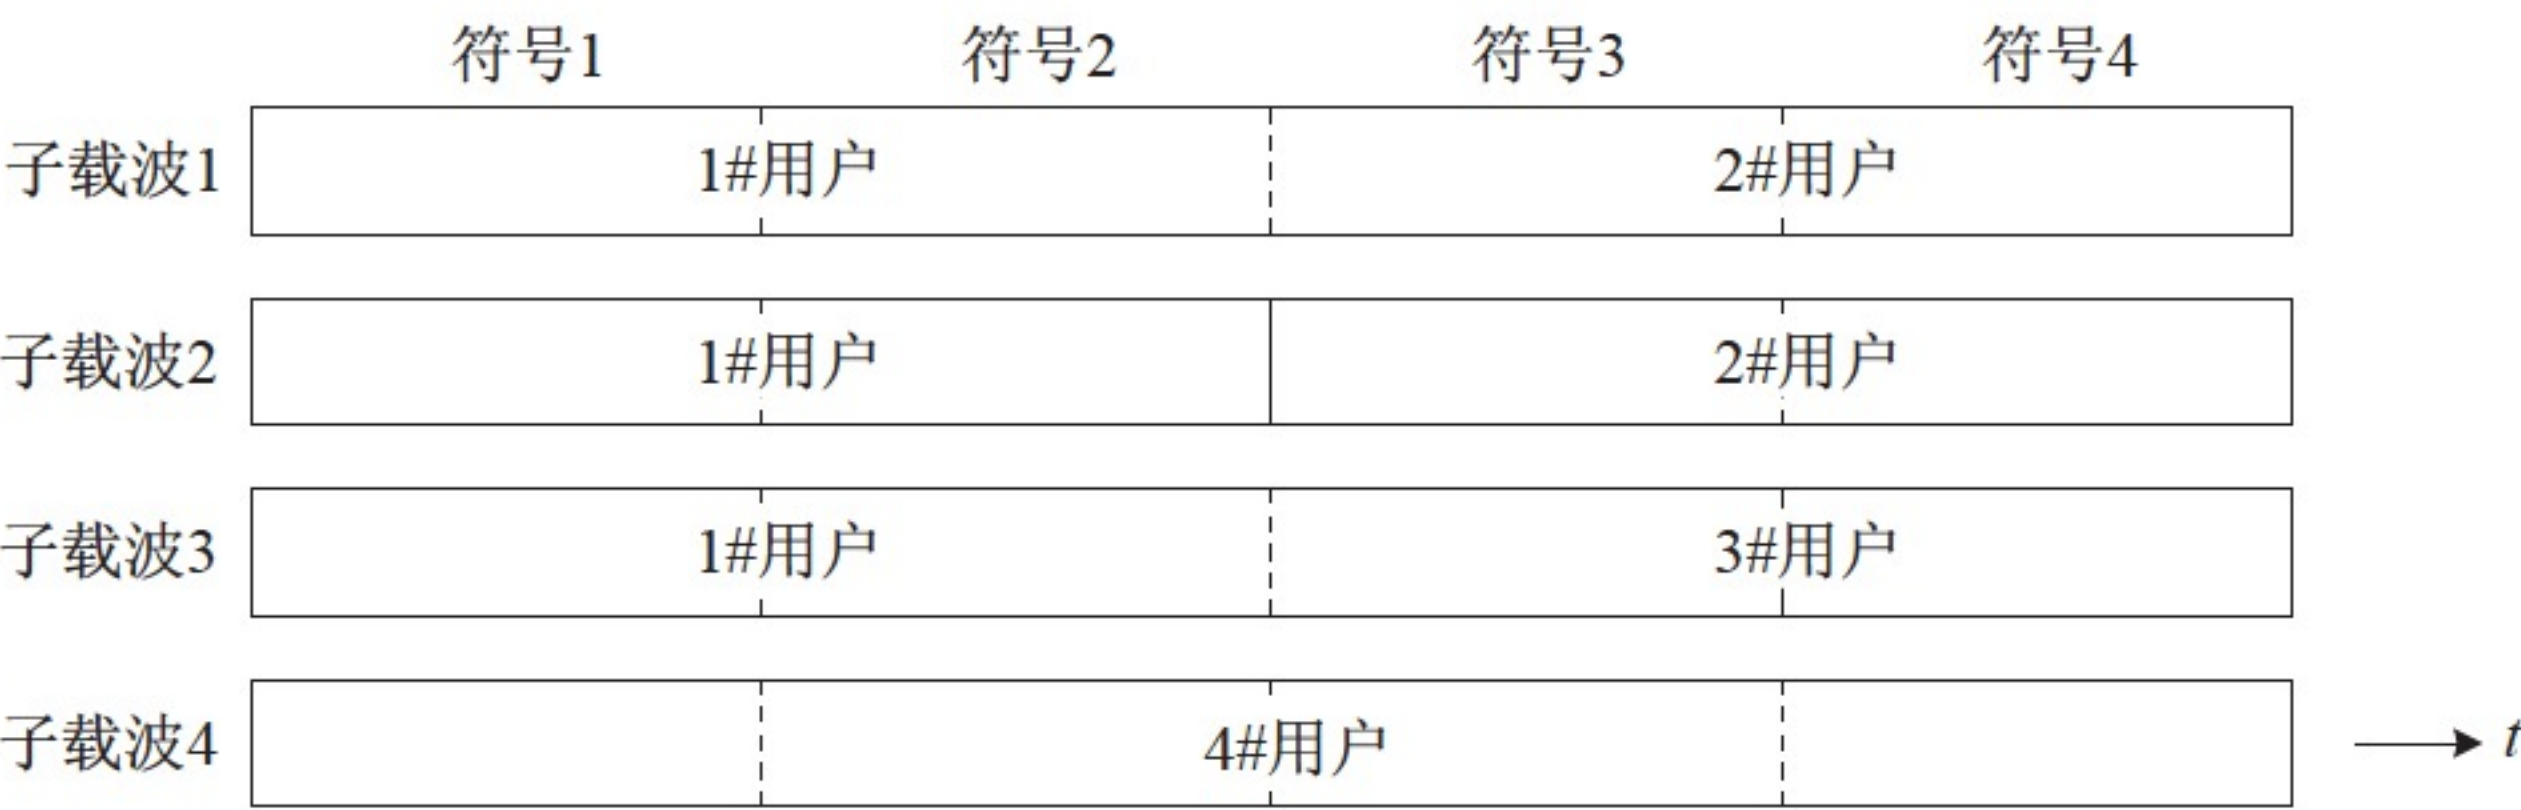 符号1 符号2 符号3 符号4
子载波1 1#用户 2#用户
子载波2 1#用户 2#用户
子载波3 1#用户 3#用户
子载波4 4#用户 t